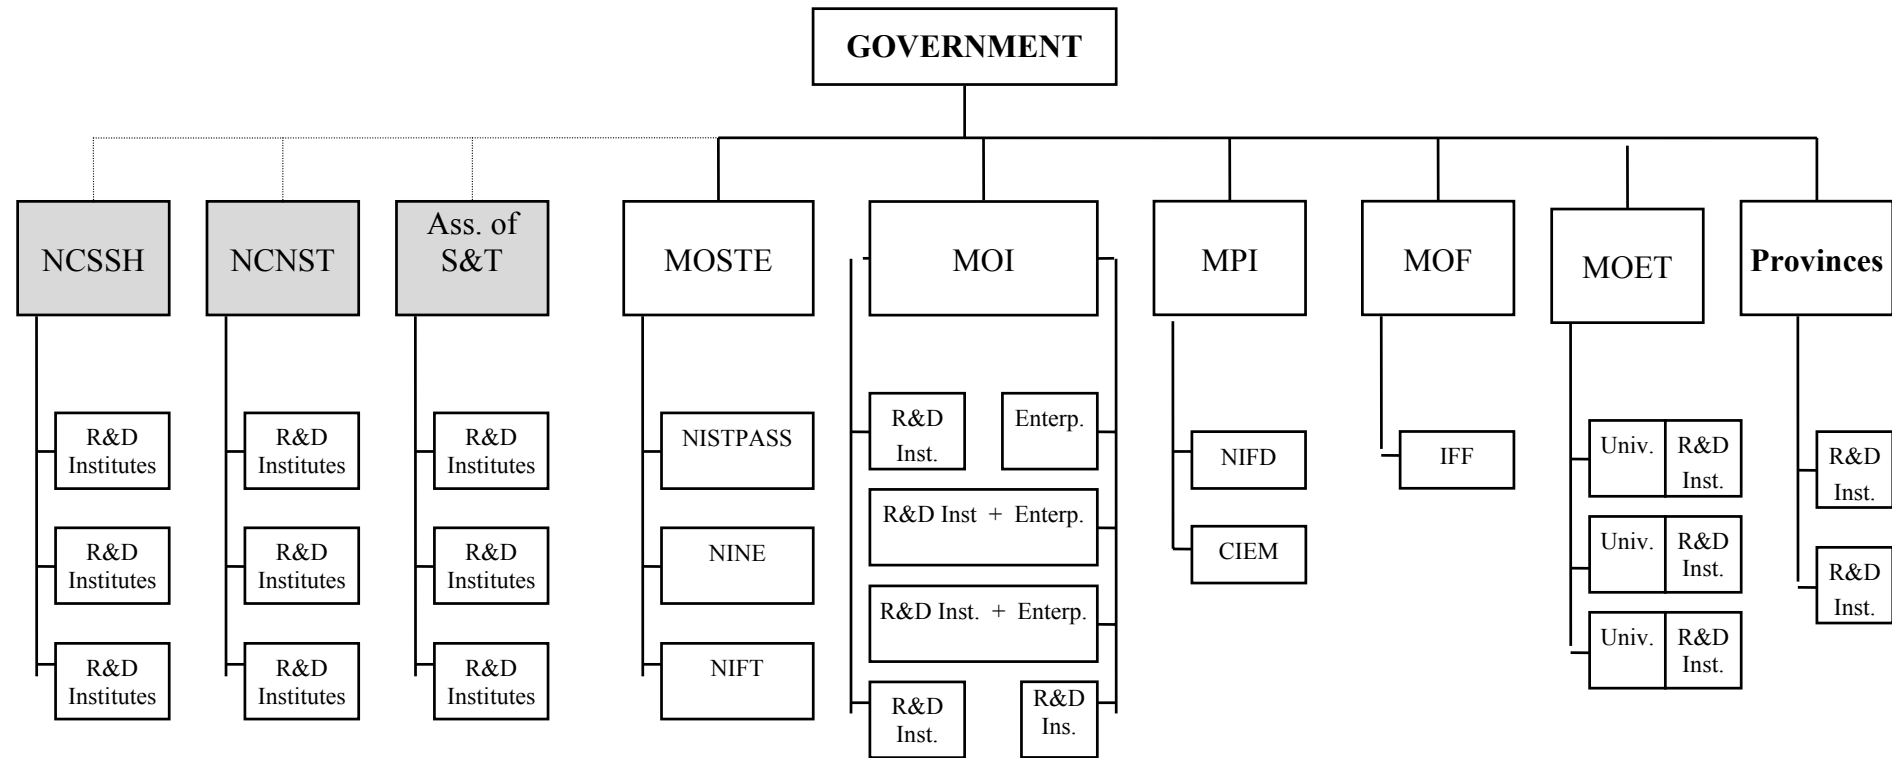 GOVERNMENT
NCSSH
NCNST
Ass. of
S&T
MOSTE
MOI
MPI
MOF
MOET
Provinces
R&D
Institutes
R&D
Institutes
R&D
Institutes
R&D
Institutes
R&D
Institutes
R&D
Institutes
R&D
Institutes
R&D
Institutes
R&D
Institutes
NISTPASS
NINE
NIFT
R&D
Inst.
Enterp.
R&D Inst + Enterp.
R&D Inst. + Enterp.
R&D
Inst.
R&D
Ins.
NIFD
CIEM
IFF
Univ.
R&D
Inst.
Univ.
R&D
Inst.
Univ.
R&D
Inst.
R&D
Inst.
R&D
Inst.